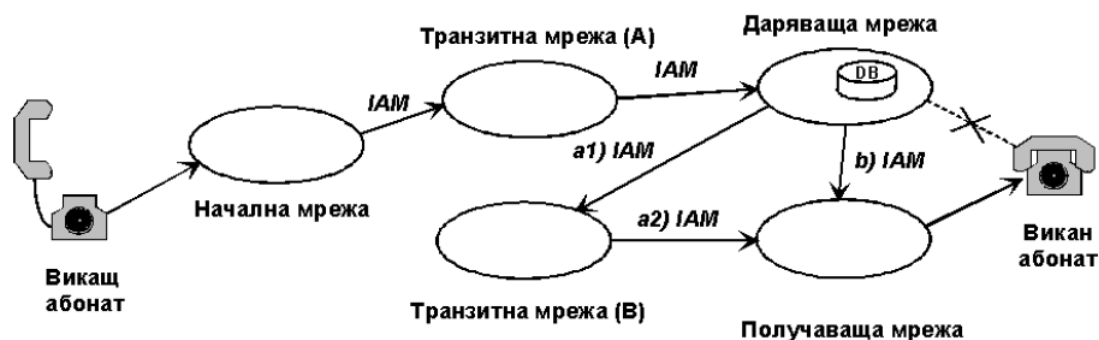 Транзитна мрежа (A)
Даряваща мрежа
DB
IAM
IAM
a1) IAM
b) IAM
Начална мрежа
a2) IAM
Викащ
абонат
Викан
абонат
Транзитна мрежа (B)
Получаваща мрежа